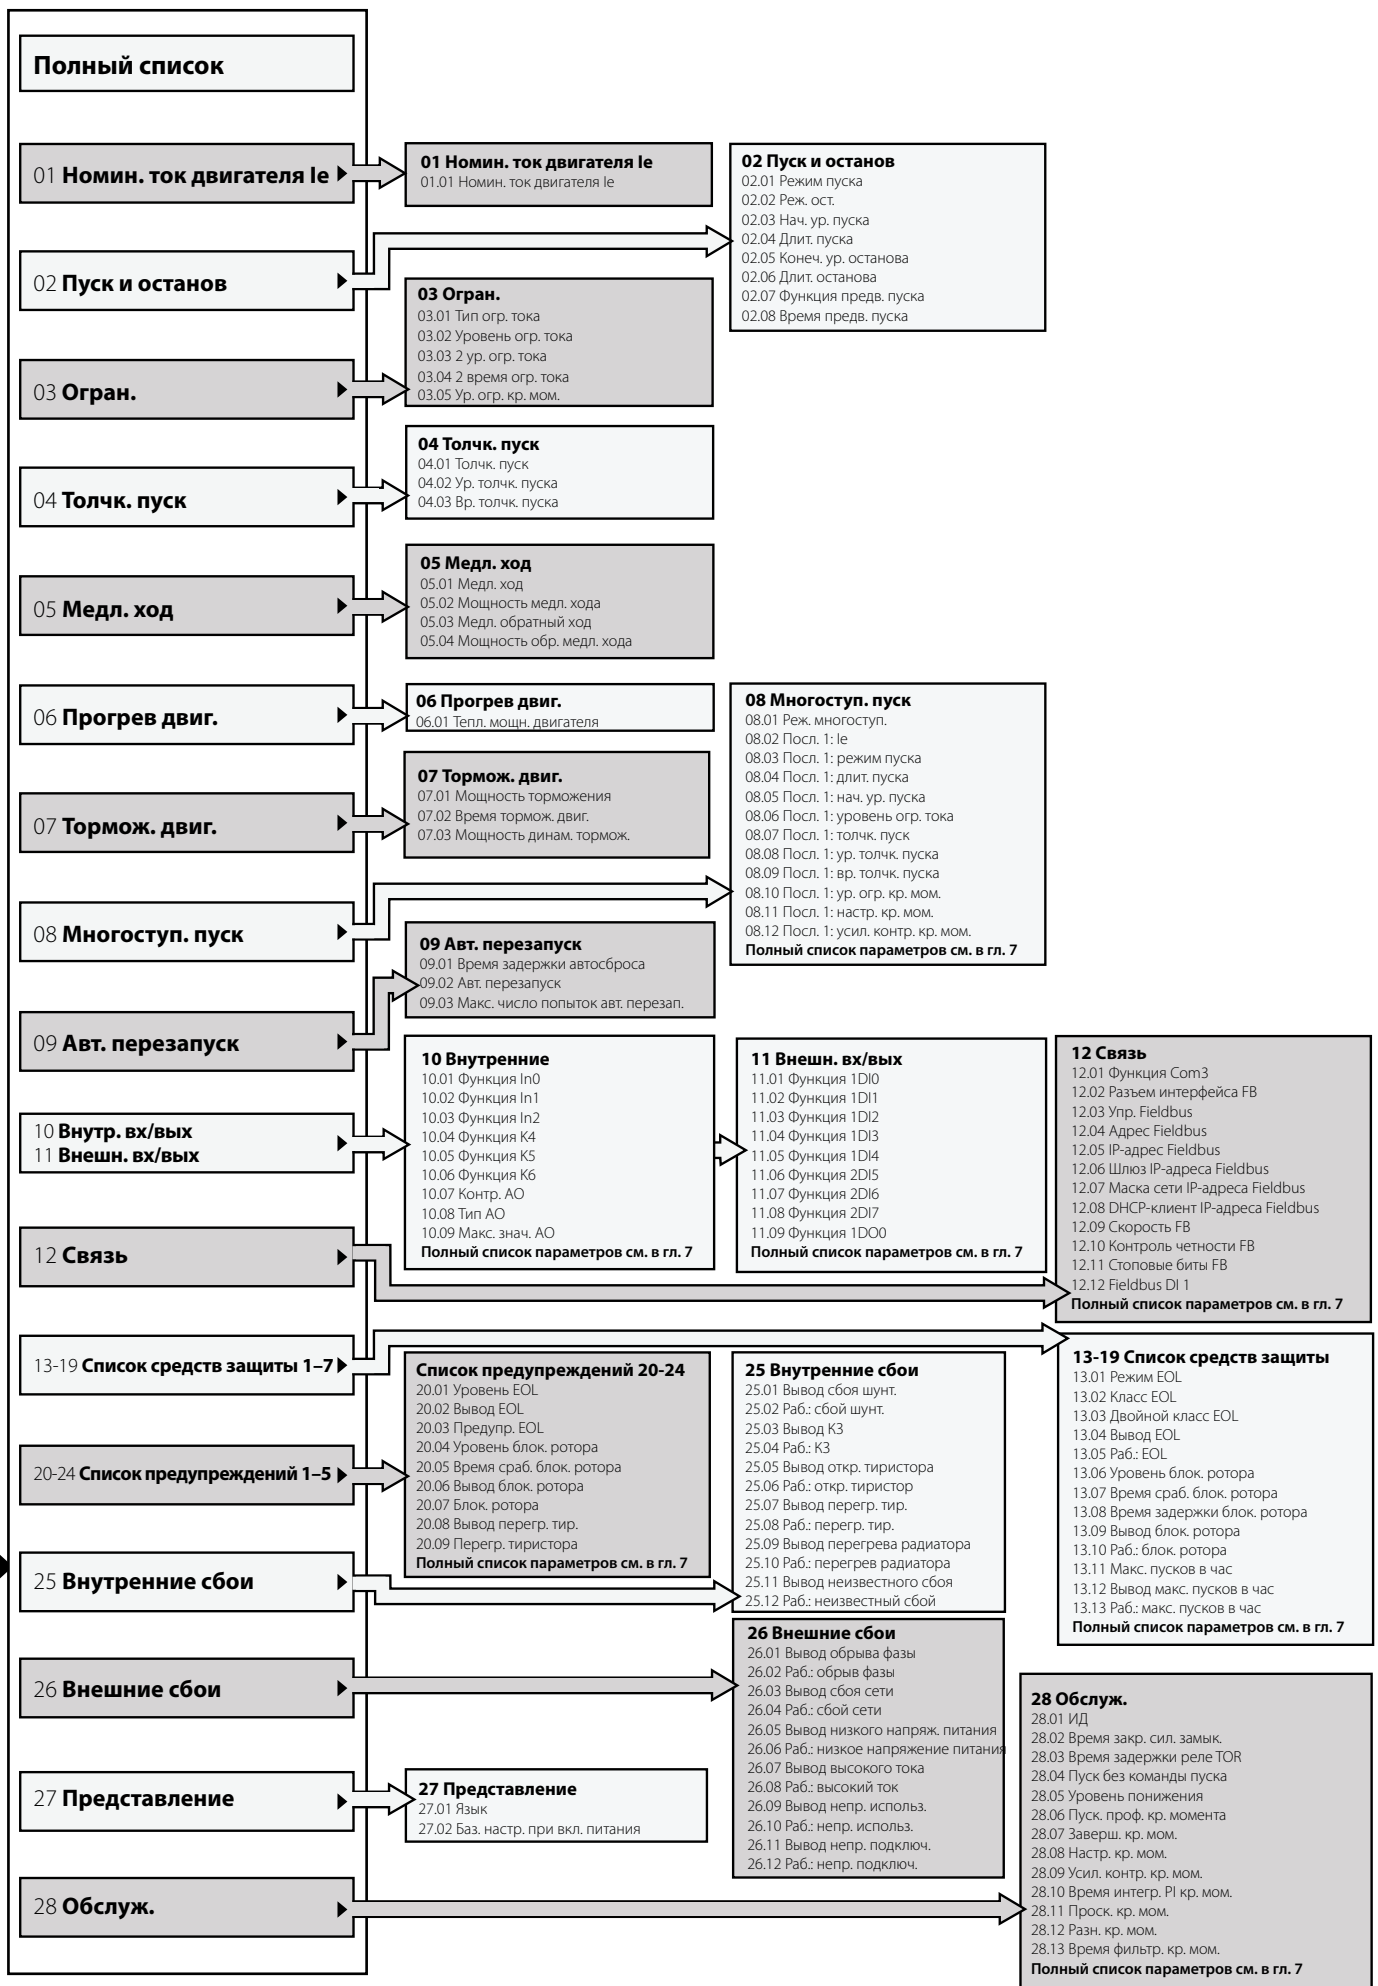 Полный список
01 Номин. ток двигателя Ie
02 Пуск и останов
03 Огран.
04 Толчк. пуск
05 Медл. ход
06 Прогрев двиг.
07 Тормож. двиг.
08 Многоступ. пуск
09 Авт. перезапуск
10 Внутр. вх/вых
11 Внешн. вх/вых
12 Связь
13-19 Список средств защиты 1–7
20-24 Список предупреждений 1–5
25 Внутренние сбои
26 Внешние сбои
27 Представление
28 Обслуж.
01 Номин. ток двигателя Ie
01.01 Номин. ток двигателя Ie
02 Пуск и останов
02.01 Режим пуска
02.02 Реж. ост.
02.03 Нач. ур. пуска
02.04 Длит. пуска
02.05 Конеч. ур. останова
02.06 Длит. останова
02.07 Функция предв. пуска
02.08 Время предв. пуска
03 Огран.
03.01 Тип огр. тока
03.02 Уровень огр. тока
03.03 2 ур. огр. тока
03.04 2 время огр. тока
03.05 Ур. огр. кр. мом.
04 Толчк. пуск
04.01 Толчк. пуск
04.02 Ур. толчк. пуска
04.03 Вр. толчк. пуска
05 Медл. ход
05.01 Медл. ход
05.02 Мощность медл. хода
05.03 Медл. обратный ход
05.04 Мощность обр. медл. хода
06 Прогрев двиг.
06.01 Тепл. мощн. двигателя
07 Тормож. двиг.
07.01 Мощность торможения
07.02 Время тормож. двиг.
07.03 Мощность динам. тормож.
08 Многоступ. пуск
08.01 Реж. многоступ.
08.02 Посл. 1: Ie
08.03 Посл. 1: режим пуска
08.04 Посл. 1: длит. пуска
08.05 Посл. 1: нач. ур. пуска
08.06 Посл. 1: уровень огр. тока
08.07 Посл. 1: толчк. пуск
08.08 Посл. 1: ур. толчк. пуска
08.09 Посл. 1: вр. толчк. пуска
08.10 Посл. 1: ур. огр. кр. мом.
08.11 Посл. 1: настр. кр. мом.
08.12 Посл. 1: усил. контр. кр. мом.
Полный список параметров см. в гл. 7
09 Авт. перезапуск
09.01 Время задержки автосброса
09.02 Авт. перезапуск
09.03 Макс. число попыток авт. перезап.
10 Внутренние
10.01 Функция In0
10.02 Функция In1
10.03 Функция In2
10.04 Функция K4
10.05 Функция K5
10.06 Функция K6
10.07 Контр. AO
10.08 Тип AO
10.09 Макс. знач. AO
Полный список параметров см. в гл. 7
11 Внешн. вх/вых
11.01 Функция 1DI0
11.02 Функция 1DI1
11.03 Функция 1DI2
11.04 Функция 1DI3
11.05 Функция 1DI4
11.06 Функция 2DI5
11.07 Функция 2DI6
11.08 Функция 2DI7
11.09 Функция 1DO0
Полный список параметров см. в гл. 7
12 Связь
12.01 Функция Com3
12.02 Разъем интерфейса FB
12.03 Упр. Fieldbus
12.04 Адрес Fieldbus
12.05 IP-адрес Fieldbus
12.06 Шлюз IP-адреса Fieldbus
12.07 Маска сети IP-адреса Fieldbus
12.08 DHCP-клиент IP-адреса Fieldbus
12.09 Скорость FB
12.10 Контроль четности FB
12.11 Стоповые биты FB
12.12 Fieldbus DI 1
Полный список параметров см. в гл. 7
13-19 Список средств защиты
13.01 Режим EOL
13.02 Класс EOL
13.03 Двойной класс EOL
13.04 Вывод EOL
13.05 Раб.: EOL
13.06 Уровень блок. ротора
13.07 Время сраб. блок. ротора
13.08 Время задержки блок. ротора
13.09 Вывод блок. ротора
13.10 Раб.: блок. ротора
13.11 Макс. пусков в час
13.12 Вывод макс. пусков в час
13.13 Раб.: макс. пусков в час
Полный список параметров см. в гл. 7
Список предупреждений 20-24
20.01 Уровень EOL
20.02 Вывод EOL
20.03 Предупр. EOL
20.04 Уровень блок. ротора
20.05 Время сраб. блок. ротора
20.06 Вывод блок. ротора
20.07 Блок. ротора
20.08 Вывод перегр. тир.
20.09 Перегр. тиристора
Полный список параметров см. в гл. 7
25 Внутренние сбои
25.01 Вывод сбоя шунт.
25.02 Раб.: сбой шунт.
25.03 Вывод КЗ
25.04 Раб.: КЗ
25.05 Вывод откр. тиристора
25.06 Раб.: откр. тиристор
25.07 Вывод перегр. тир.
25.08 Раб.: перегр. тир.
25.09 Вывод перегрева радиатора
25.10 Раб.: перегрев радиатора
25.11 Вывод неизвестного сбоя
25.12 Раб.: неизвестный сбой
26 Внешние сбои
26.01 Вывод обрыва фазы
26.02 Раб.: обрыв фазы
26.03 Вывод сбоя сети
26.04 Раб.: сбой сети
26.05 Вывод низкого напряж. питания
26.06 Раб.: низкое напряжение питания
26.07 Вывод высокого тока
26.08 Раб.: высокий ток
26.09 Вывод непр. использ.
26.10 Раб.: непр. использ.
26.11 Вывод непр. подключ.
26.12 Раб.: непр. подключ.
27 Представление
27.01 Язык
27.02 Баз. настр. при вкл. питания
28 Обслуж.
28.01 ИД
28.02 Время закр. сил. замык.
28.03 Время задержки реле TOR
28.04 Пуск без команды пуска
28.05 Уровень понижения
28.06 Пуск. проф. кр. момента
28.07 Заверш. кр. мом.
28.08 Настр. кр. мом.
28.09 Усил. контр. кр. мом.
28.10 Время интегр. PI кр. мом.
28.11 Проск. кр. мом.
28.12 Разн. кр. мом.
28.13 Время фильтр. кр. мом.
Полный список параметров см. в гл. 7